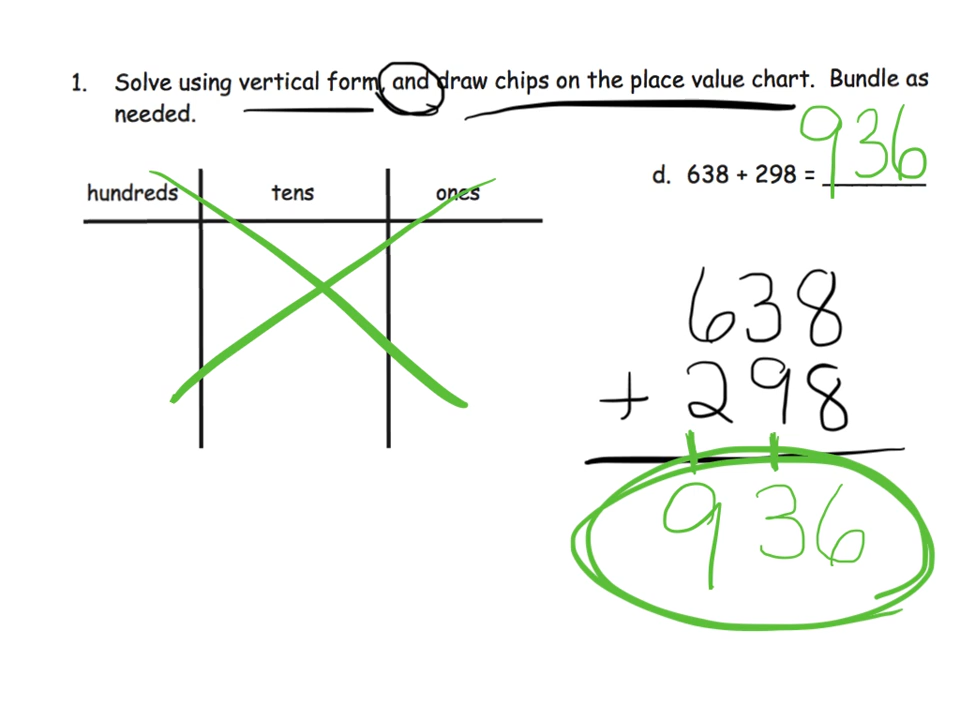 1. Solve using vertical form, and draw chips on the place value chart. Bundle as
needed.
hundreds tens ones
d. 638 + 298 = 936
638
+ 298
936